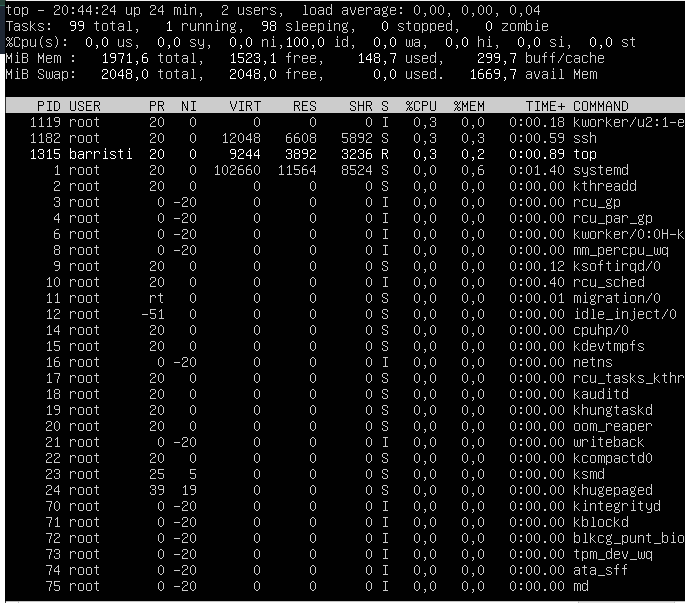 top - 20:44:24 up 24 min,  2 users,  load average: 0,00, 0,00, 0,04
Tasks:  99 total,   1 running,  98 sleeping,   0 stopped,   0 zombie
%Cpu(s):  0,0 us,  0,0 sy,  0,0 ni,100,0 id,  0,0 wa,  0,0 hi,  0,0 si,  0,0 st
MiB Mem :   1971,6 total,   1523,1 free,    148,7 used,    299,7 buff/cache
MiB Swap:   2048,0 total,   2048,0 free,      0,0 used.   1669,7 avail Mem
PID USER      PR  NI    VIRT    RES    SHR S  %CPU  %MEM     TIME+ COMMAND
1119 root      20   0       0      0      0 I   0,3   0,0   0:00.18 kworker/u2:1-e
1182 root      20   0   12048   6608   5892 S   0,3   0,3   0:00.59 ssh
1315 barristi  20   0    9244   3892   3236 R   0,3   0,2   0:00.89 top
1 root      20   0  102660  11564   8524 S   0,0   0,6   0:01.40 systemd
2 root      20   0       0      0      0 S   0,0   0,0   0:00.00 kthreadd
3 root       0 -20       0      0      0 I   0,0   0,0   0:00.00 rcu_gp
4 root       0 -20       0      0      0 I   0,0   0,0   0:00.00 rcu_par_gp
6 root       0 -20       0      0      0 I   0,0   0,0   0:00.00 kworker/0:0H-k
8 root       0 -20       0      0      0 I   0,0   0,0   0:00.00 mm_percpu_wq
9 root      20   0       0      0      0 S   0,0   0,0   0:00.12 ksoftirqd/0
10 root      20   0       0      0      0 I   0,0   0,0   0:00.40 rcu_sched
11 root      rt   0       0      0      0 S   0,0   0,0   0:00.01 migration/0
12 root     -51   0       0      0      0 S   0,0   0,0   0:00.00 idle_inject/0
14 root      20   0       0      0      0 S   0,0   0,0   0:00.00 cpuhp/0
15 root      20   0       0      0      0 S   0,0   0,0   0:00.00 kdevtmpfs
16 root       0 -20       0      0      0 I   0,0   0,0   0:00.00 netns
17 root      20   0       0      0      0 S   0,0   0,0   0:00.00 rcu_tasks_kthr
18 root      20   0       0      0      0 S   0,0   0,0   0:00.00 kauditd
19 root      20   0       0      0      0 S   0,0   0,0   0:00.00 khungtaskd
20 root      20   0       0      0      0 S   0,0   0,0   0:00.00 oom_reaper
21 root       0 -20       0      0      0 I   0,0   0,0   0:00.00 writeback
22 root      20   0       0      0      0 S   0,0   0,0   0:00.00 kcompactd0
23 root      25   5       0      0      0 S   0,0   0,0   0:00.00 ksmd
24 root      39  19       0      0      0 S   0,0   0,0   0:00.00 khugepaged
70 root       0 -20       0      0      0 I   0,0   0,0   0:00.00 kintegrityd
71 root       0 -20       0      0      0 I   0,0   0,0   0:00.00 kblockd
72 root       0 -20       0      0      0 I   0,0   0,0   0:00.00 blkcg_punt_bio
73 root       0 -20       0      0      0 I   0,0   0,0   0:00.00 tpm_dev_wq
74 root       0 -20       0      0      0 I   0,0   0,0   0:00.00 ata_sff
75 root       0 -20       0      0      0 I   0,0   0,0   0:00.00 md